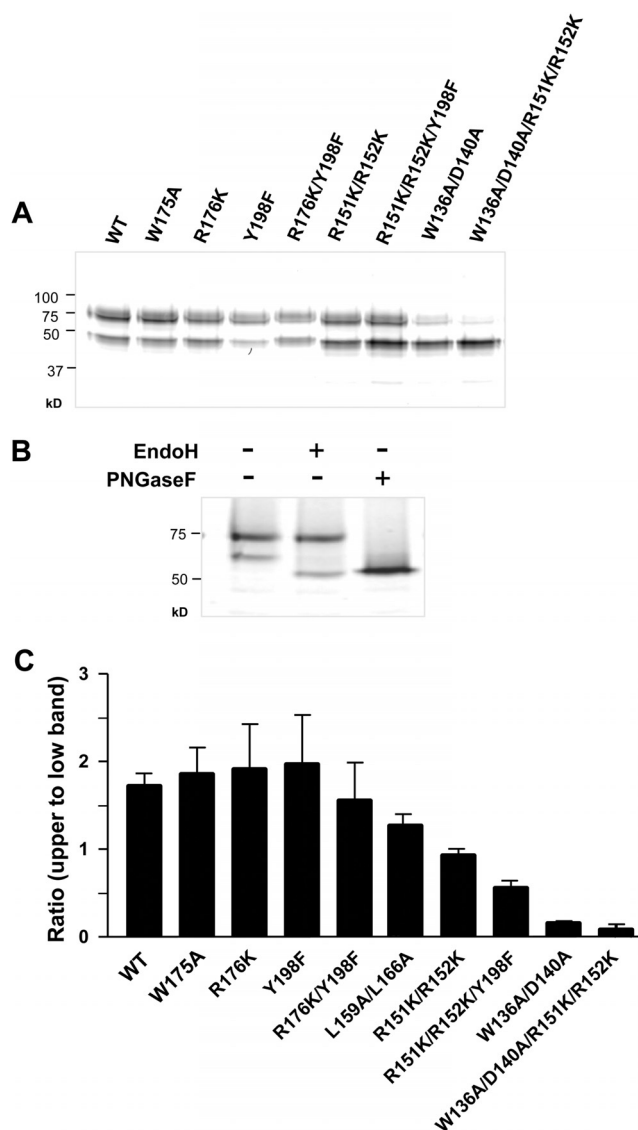 A
WT
W175A
R176K
Y198F
R176K/Y198F
R151K/R152K
R151K/R152K/Y198F
W136A/D140A
W136A/D140A/R151K/R152K
100
75
50
37
kD
B
EndoH - + -
PNGaseF - - +
75
50
kD
C
Ratio (upper to low band)
3
2
1
0
WT
W175A
R176K
Y198F
R176K/Y198F
L159A/L166A
R151K/R152K
R151K/R152K/Y198F
W136A/D140A
W136A/D140A/R151K/R152K